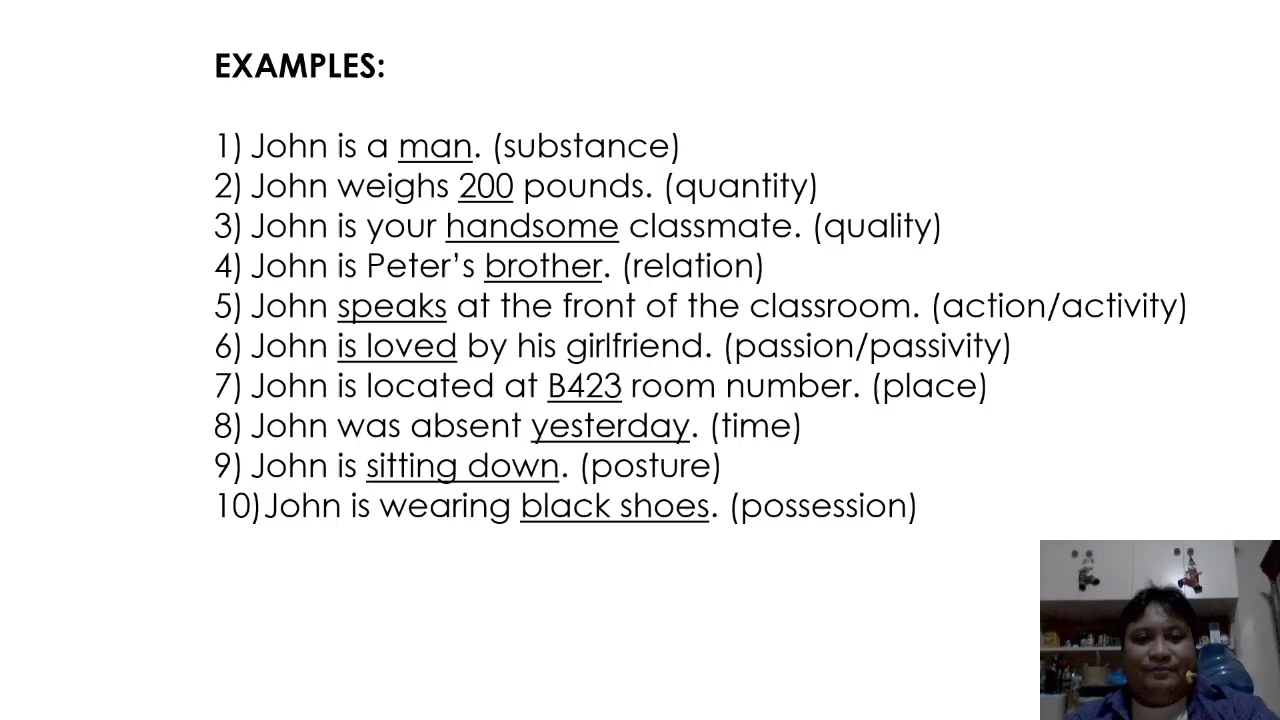 EXAMPLES:
1) John is a man. (substance)
2) John weighs 200 pounds. (quantity)
3) John is your handsome classmate. (quality)
4) John is Peter’s brother. (relation)
5) John speaks at the front of the classroom. (action/activity)
6) John is loved by his girlfriend. (passion/passivity)
7) John is located at B423 room number. (place)
8) John was absent yesterday. (time)
9) John is sitting down. (posture)
10)John is wearing black shoes. (possession)